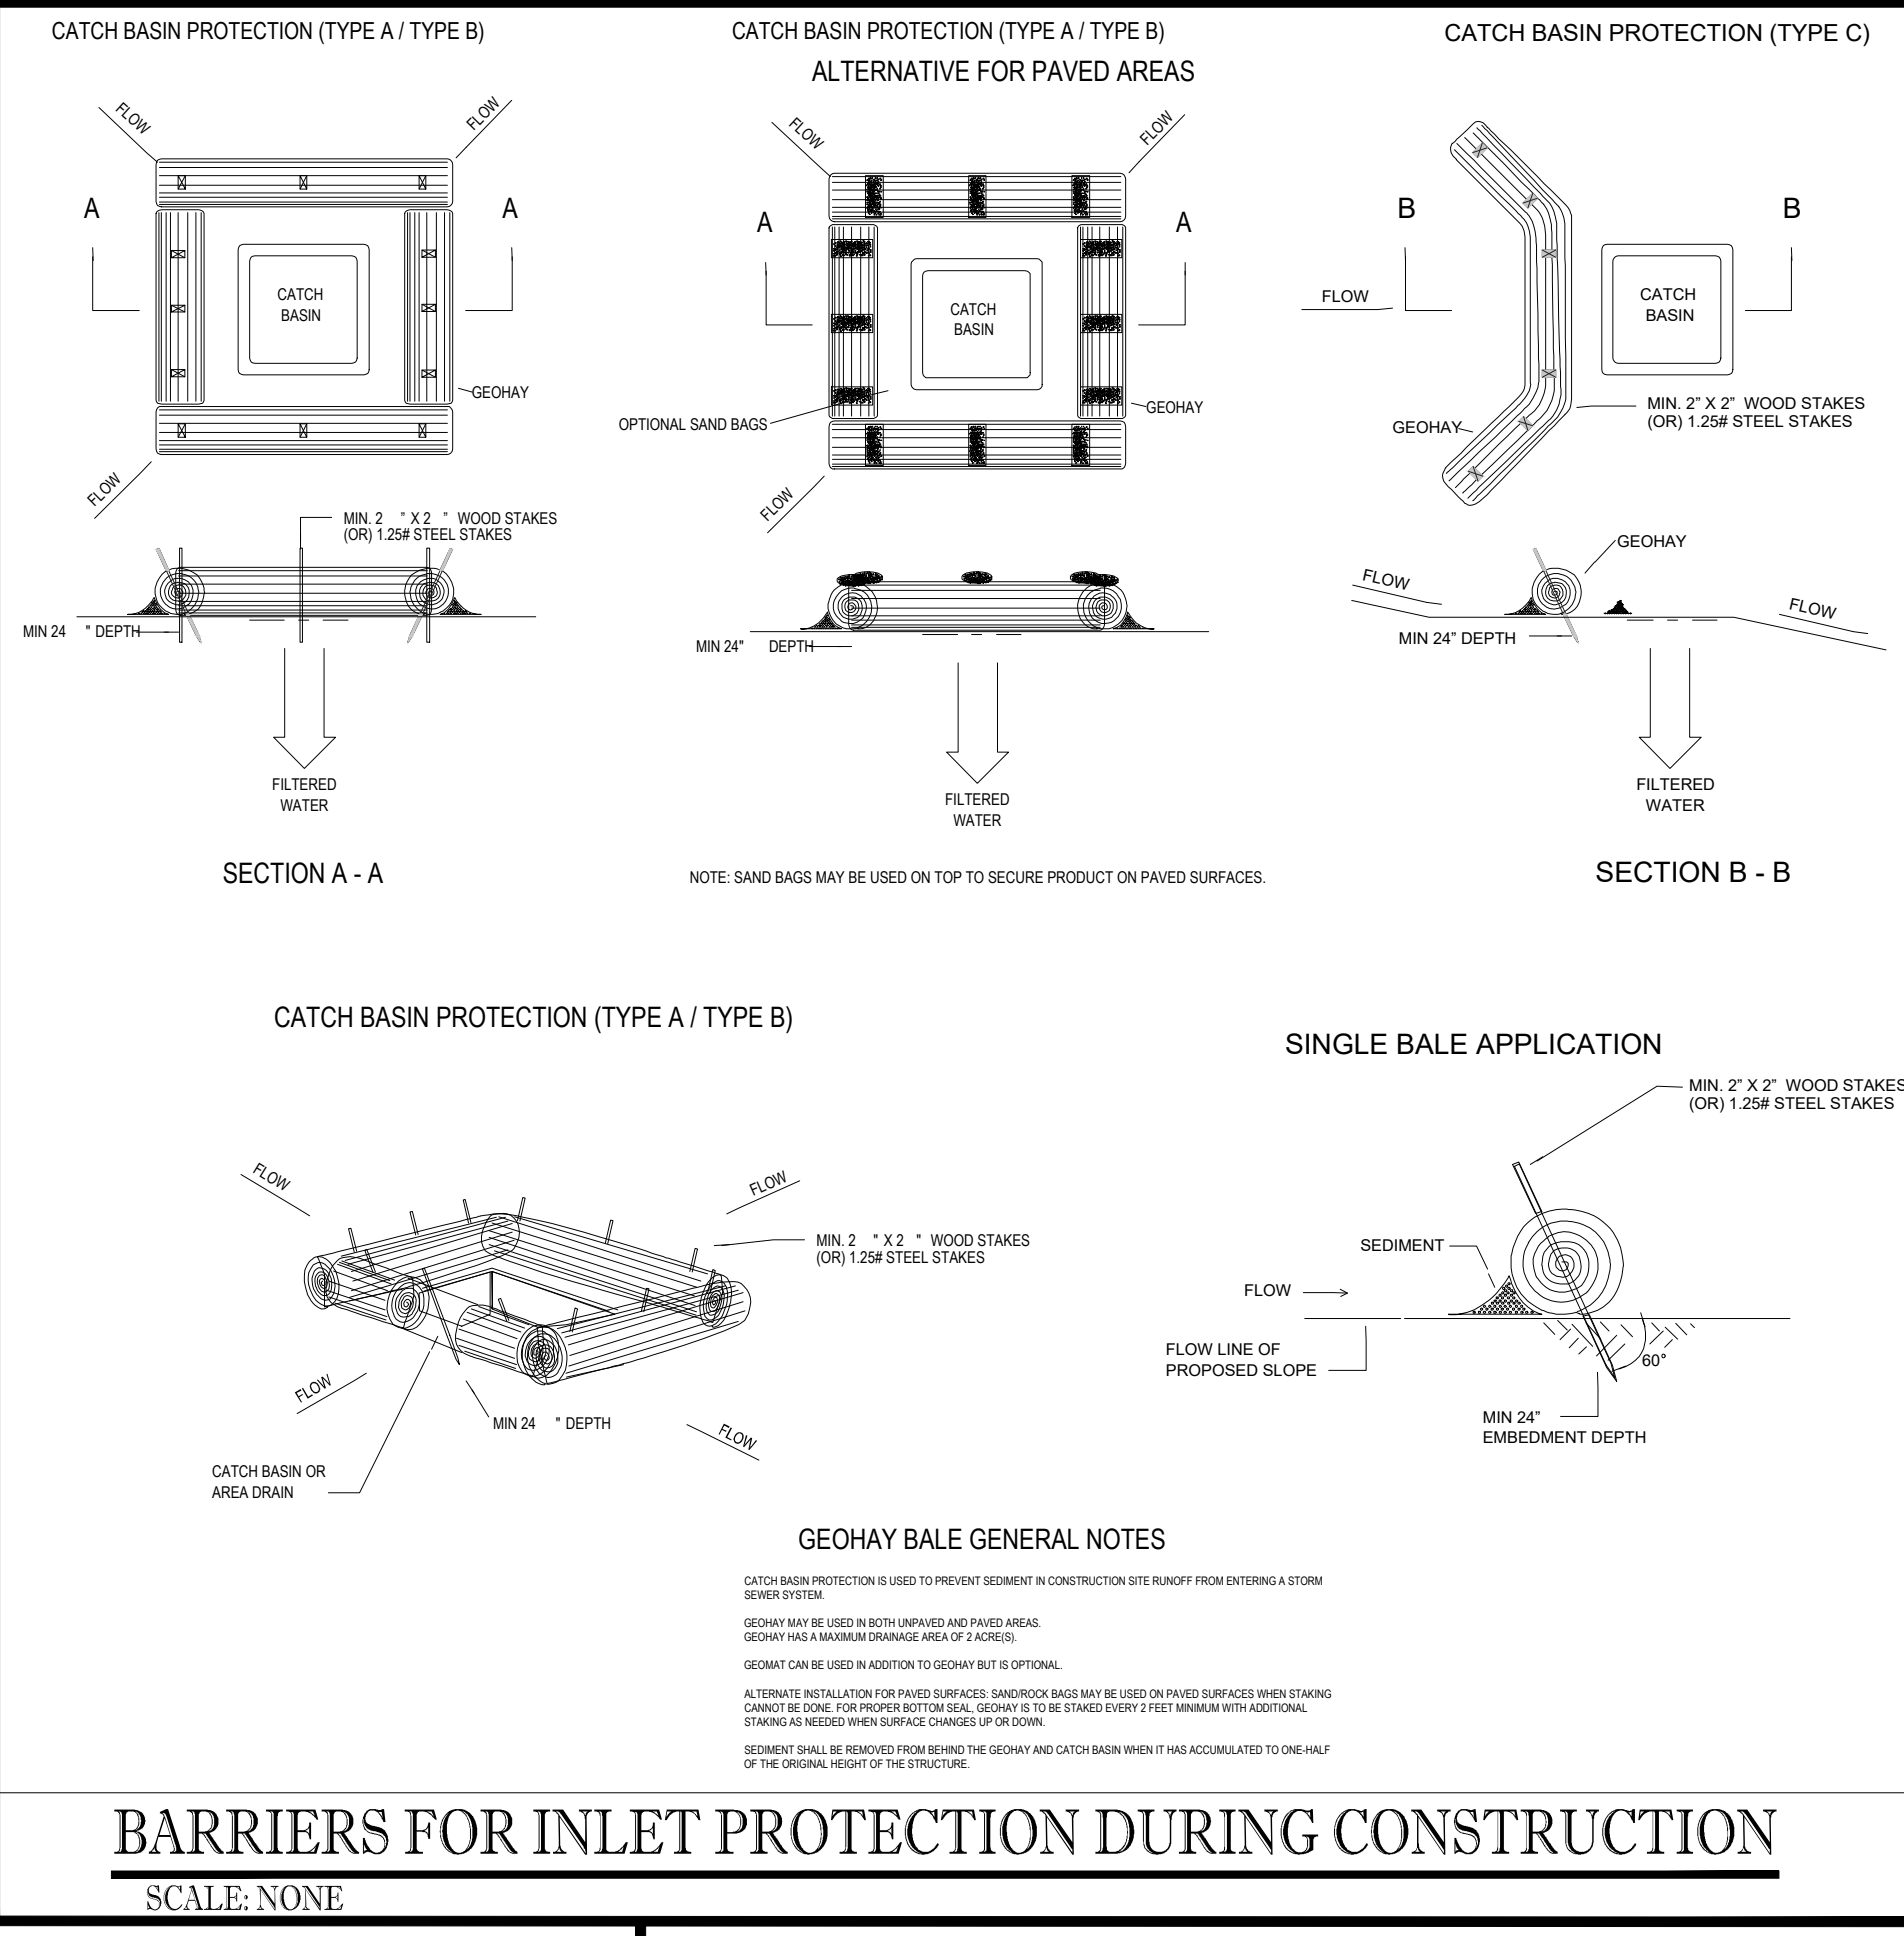 CATCH BASIN PROTECTION (TYPE A / TYPE B)
FLOW
FLOW
A
A
CATCH
BASIN
GEOHAY
FLOW
MIN. 2 ” X 2 ” WOOD STAKES
(OR) 1.25# STEEL STAKES
MIN 24 " DEPTH
FILTERED
WATER
SECTION A - A
CATCH BASIN PROTECTION (TYPE A / TYPE B)
ALTERNATIVE FOR PAVED AREAS
FLOW
FLOW
A
A
CATCH
BASIN
OPTIONAL SAND BAGS
GEOHAY
FLOW
MIN 24" DEPTH
FILTERED
WATER
NOTE: SAND BAGS MAY BE USED ON TOP TO SECURE PRODUCT ON PAVED SURFACES.
CATCH BASIN PROTECTION (TYPE C)
B
B
FLOW
CATCH
BASIN
GEOHAY
MIN. 2” X 2” WOOD STAKES
(OR) 1.25# STEEL STAKES
GEOHAY
FLOW
FLOW
MIN 24” DEPTH
FILTERED
WATER
SECTION B - B
CATCH BASIN PROTECTION (TYPE A / TYPE B)
FLOW
FLOW
MIN. 2 " X 2 " WOOD STAKES
(OR) 1.25# STEEL STAKES
FLOW
MIN 24 " DEPTH
FLOW
CATCH BASIN OR
AREA DRAIN
SINGLE BALE APPLICATION
MIN. 2” X 2” WOOD STAKES
(OR) 1.25# STEEL STAKES
SEDIMENT
FLOW
FLOW LINE OF
PROPOSED SLOPE
60°
MIN 24”
EMBEDMENT DEPTH
GEOHAY BALE GENERAL NOTES
CATCH BASIN PROTECTION IS USED TO PREVENT SEDIMENT IN CONSTRUCTION SITE RUNOFF FROM ENTERING A STORM
SEWER SYSTEM.
GEOHAY MAY BE USED IN BOTH UNPAVED AND PAVED AREAS.
GEOHAY HAS A MAXIMUM DRAINAGE AREA OF 2 ACRE(S).
GEOMAT CAN BE USED IN ADDITION TO GEOHAY BUT IS OPTIONAL.
ALTERNATE INSTALLATION FOR PAVED SURFACES: SAND/ROCK BAGS MAY BE USED ON PAVED SURFACES WHEN STAKING
CANNOT BE DONE. FOR PROPER BOTTOM SEAL, GEOHAY IS TO BE STAKED EVERY 2 FEET MINIMUM WITH ADDITIONAL
STAKING AS NEEDED WHEN SURFACE CHANGES UP OR DOWN.
SEDIMENT SHALL BE REMOVED FROM BEHIND THE GEOHAY AND CATCH BASIN WHEN IT HAS ACCUMULATED TO ONE-HALF
OF THE ORIGINAL HEIGHT OF THE STRUCTURE.
BARRIERS FOR INLET PROTECTION DURING CONSTRUCTION
SCALE: NONE